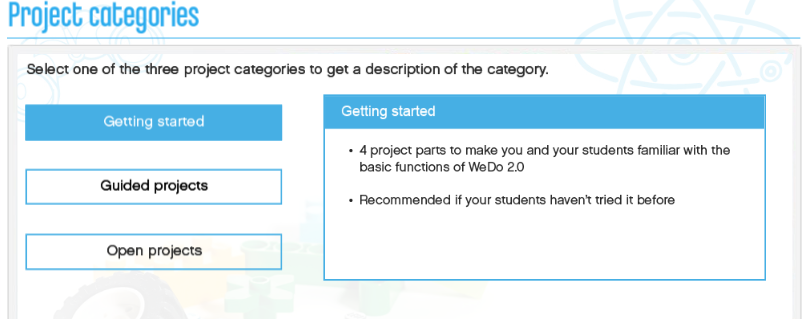 Project categories
Select one of the three project categories to get a description of the category.
Getting started
Guided projects
Open projects
Getting started
• 4 project parts to make you and your students familiar with the
basic functions of WeDo 2.0
• Recommended if your students haven't tried it before